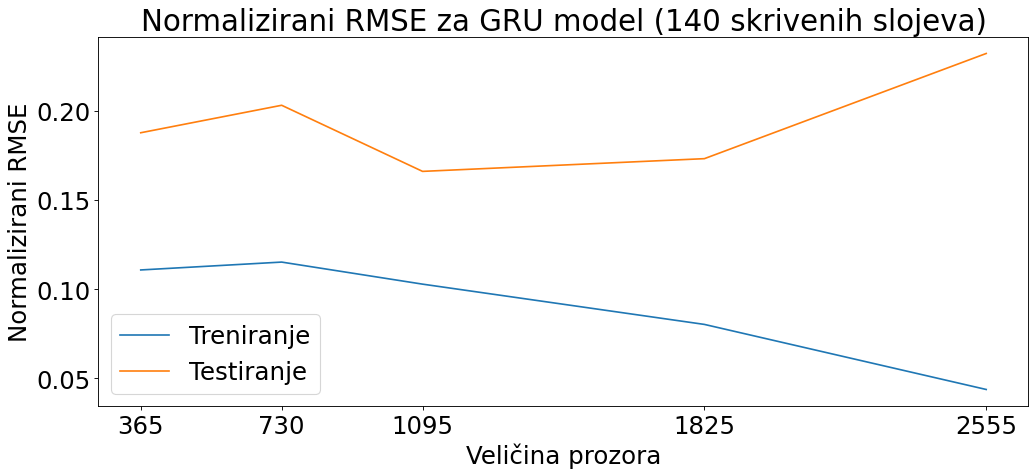 Normalizirani RMSE za GRU model (140 skrivenih slojeva)
Normalizirani RMSE
0.20
0.15
0.10
0.05
Treniranje
Testiranje
365 730 1095 1825 2555
Veličina prozora